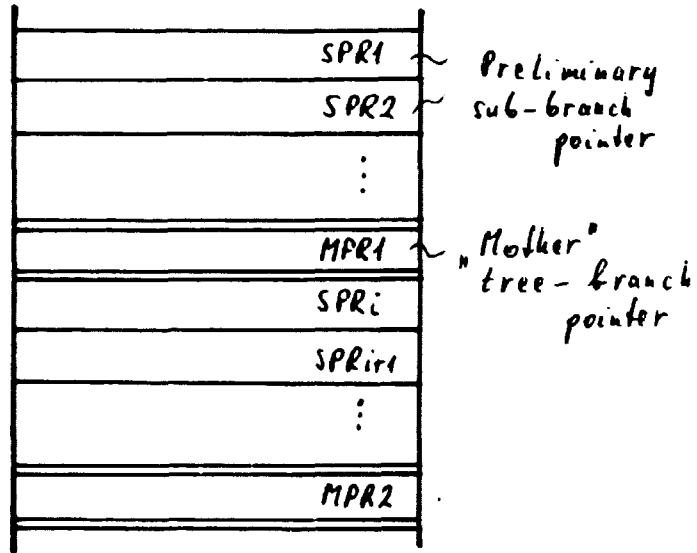 SPR1
Preliminary
SPR2
sub-branch
pointer
⋮
MPR1
„Mother"
tree-branch
SPRi
pointer
SPRi+1
⋮
MPR2